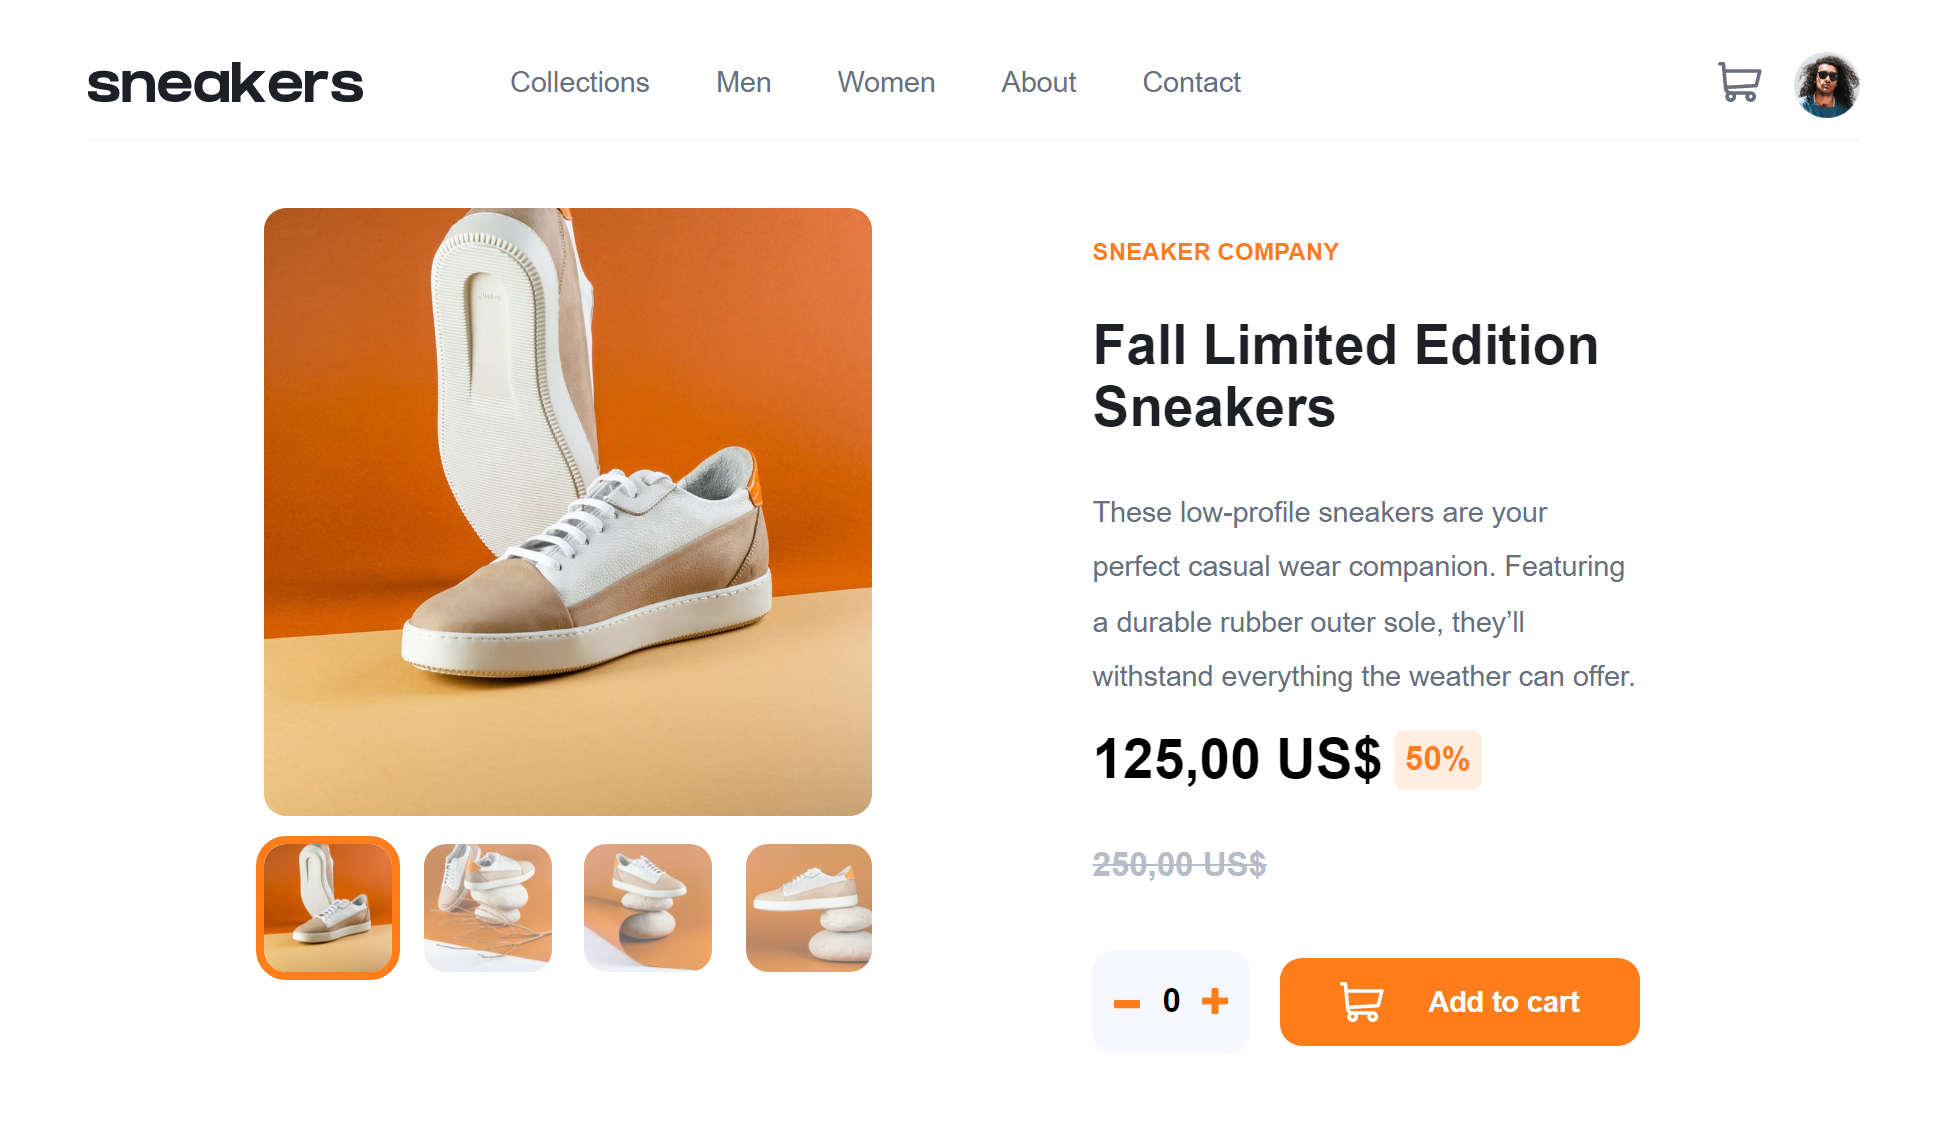 sneakers
Collections Men Women About Contact
SNEAKER COMPANY
Fall Limited Edition
Sneakers
These low-profile sneakers are your
perfect casual wear companion. Featuring
a durable rubber outer sole, they’ll
withstand everything the weather can offer.
125,00 US$ 50%
250,00 US$
0
Add to cart